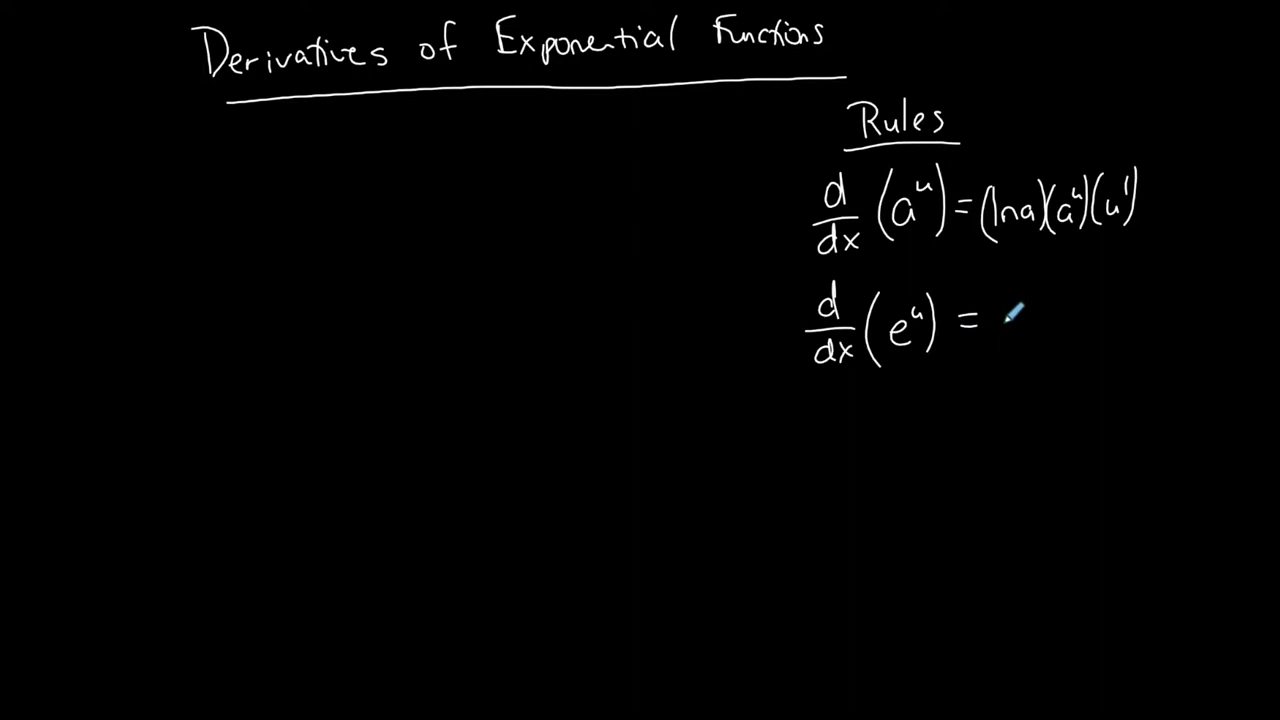 Derivatives of Exponential Functions
Rules
d/dx (a^u) = (ln a)(a^u)(u')
d/dx (e^u) =